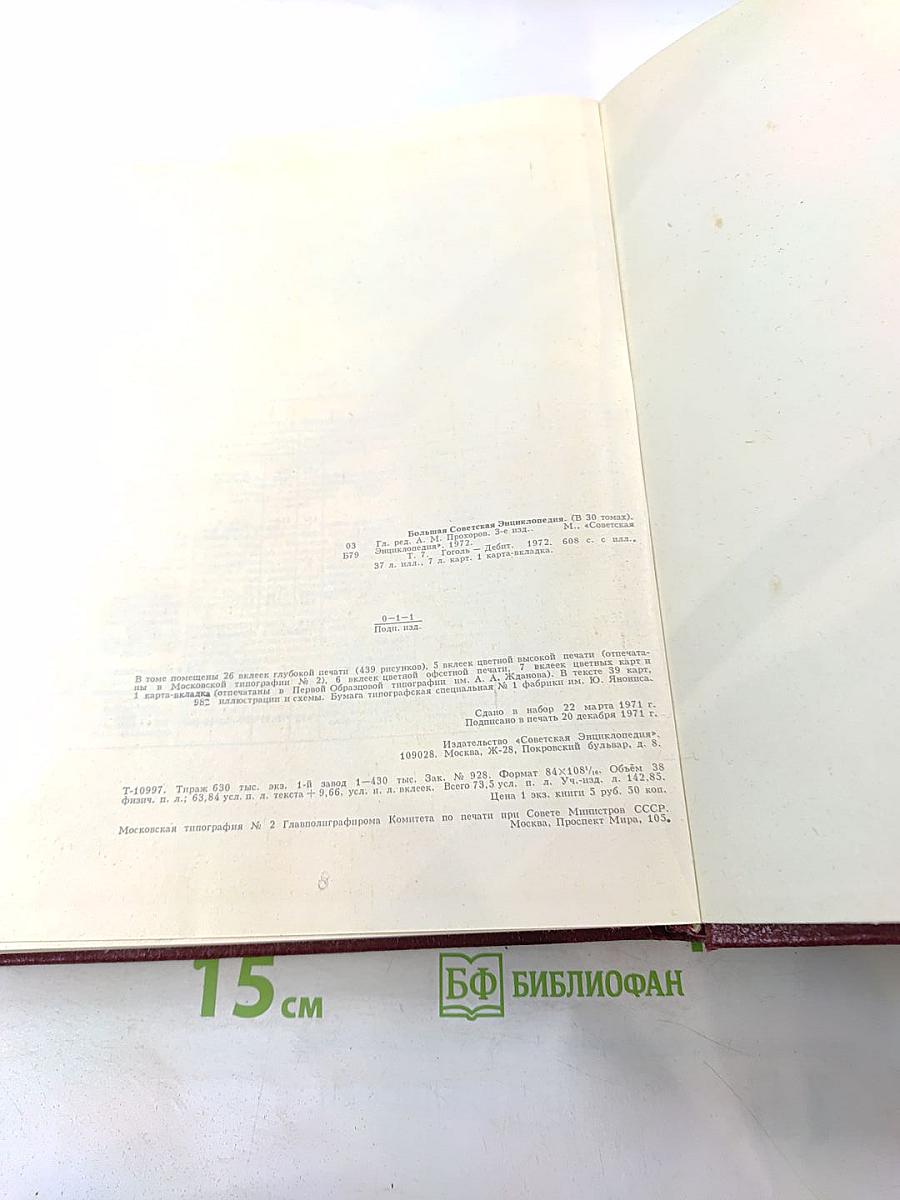 Большая Советская Энциклопедия. (В 30 томах).
03 Гл. ред. А. М. Прохоров. 3-е изд.. М., «Советская
Б79 Энциклопедия», 1972.
Т. 7. Гоголь — Дебит. 1972. 608 с. с илл.,
37 л. илл., 7 л. карт. 1 карта-вкладка.
0—1—1
Подп. изд.
В томе помещены 26 вклеек глубокой печати (439 рисунков), 5 вклеек цветной высокой печати (отпечата-
ны в Московской типографии № 2), 6 вклеек цветной офсетной печати, 7 вклеек цветных карт и
1 карта-вкладка (отпечатаны в Первой Образцовой типографии им. А. А. Жданова). В тексте 39 карт,
982 иллюстрации и схемы. Бумага типографская специальная № 1 фабрики им. Ю. Янониса.
Сдано в набор 22 марта 1971 г.
Подписано в печать 20 декабря 1971 г.
Издательство «Советская Энциклопедия».
109028. Москва, Ж-28, Покровский бульвар, д. 8.
Т-10997. Тираж 630 тыс. экз. 1-й завод 1—430 тыс. Зак. № 928. Формат 84×108¹/₁₆. Объём 38
физич. п. л.; 63,84 усл. п. л. текста + 9,66. усл. п. л. вклеек. Всего 73,5 усл. п. л. Уч.-изд. л. 142,85.
Цена 1 экз. книги 5 руб. 50 коп.
Московская типография № 2 Главполиграфпрома Комитета по печати при Совете Министров СССР.
Москва, Проспект Мира, 105.
8
15 см
БФ БИБЛИОФАН